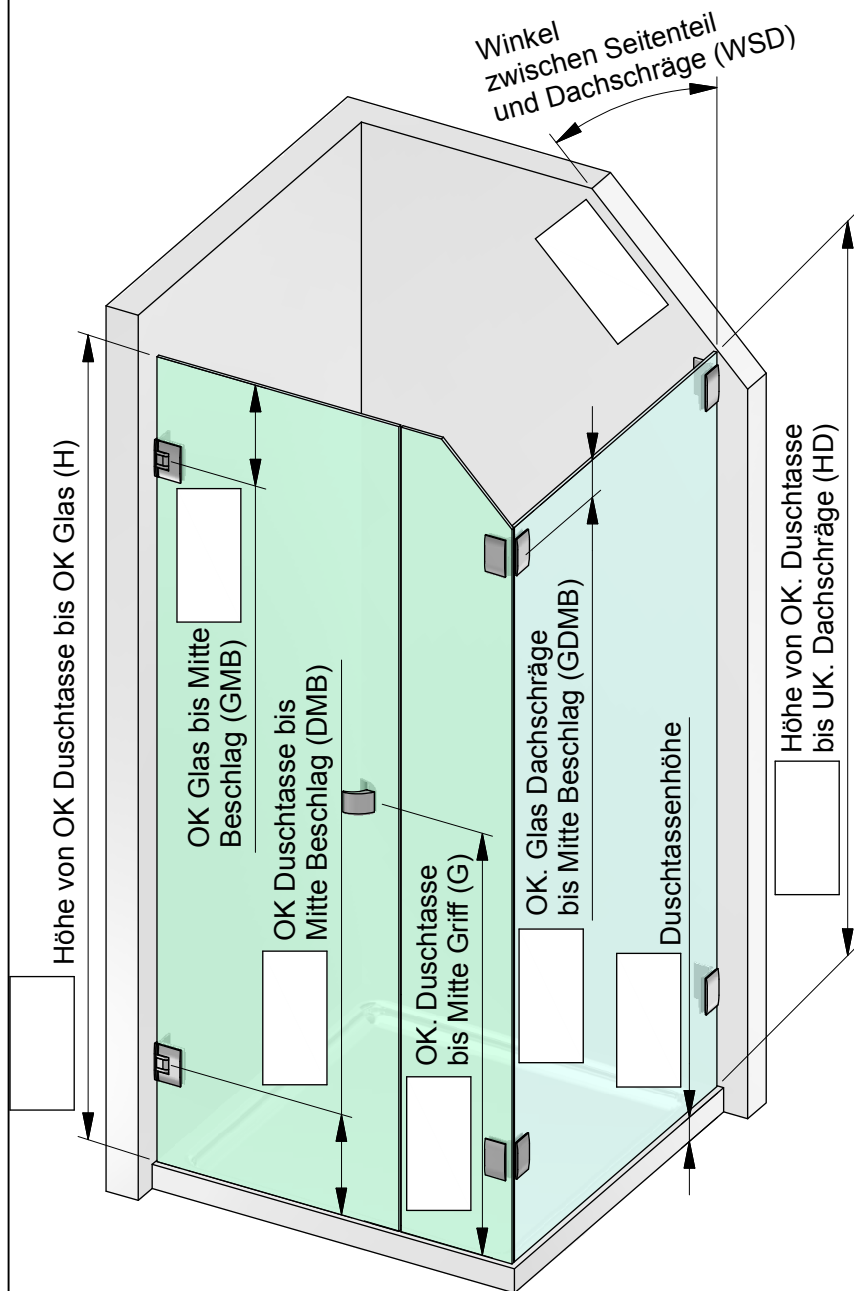 Winkel
zwischen Seitenteil
und Dachschräge (WSD)
Höhe von OK Duschtasse bis OK Glas (H)
OK Glas bis Mitte
Beschlag (GMB)
OK Duschtasse bis
Mitte Beschlag (DMB)
OK. Duschtasse
bis Mitte Griff (G)
OK. Glas Dachschräge
bis Mitte Beschlag (GDMB)
Duschtassenhöhe
Höhe von OK. Duschtasse
bis UK. Dachschräge (HD)